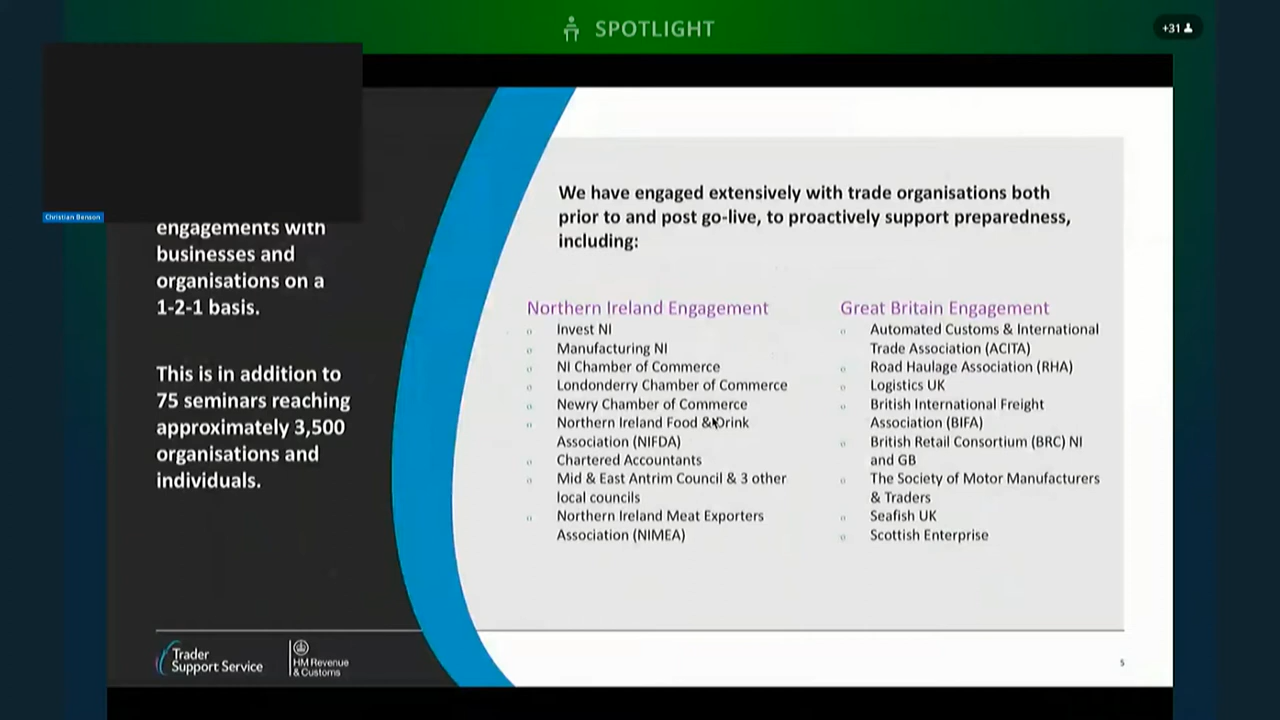 SPOTLIGHT
+31
Christian Benson
engagements with
businesses and
organisations on a
1-2-1 basis.
This is in addition to
75 seminars reaching
approximately 3,500
organisations and
individuals.
We have engaged extensively with trade organisations both
prior to and post go-live, to proactively support preparedness,
including:
Northern Ireland Engagement
Invest NI
Manufacturing NI
NI Chamber of Commerce
Londonderry Chamber of Commerce
Newry Chamber of Commerce
Northern Ireland Food & Drink
Association (NIFDA)
Chartered Accountants
Mid & East Antrim Council & 3 other
local councils
Northern Ireland Meat Exporters
Association (NIMEA)
Great Britain Engagement
Automated Customs & International
Trade Association (ACITA)
Road Haulage Association (RHA)
Logistics UK
British International Freight
Association (BIFA)
British Retail Consortium (BRC) NI
and GB
The Society of Motor Manufacturers
& Traders
Seafish UK
Scottish Enterprise
Trader
Support Service
HM Revenue
& Customs
5